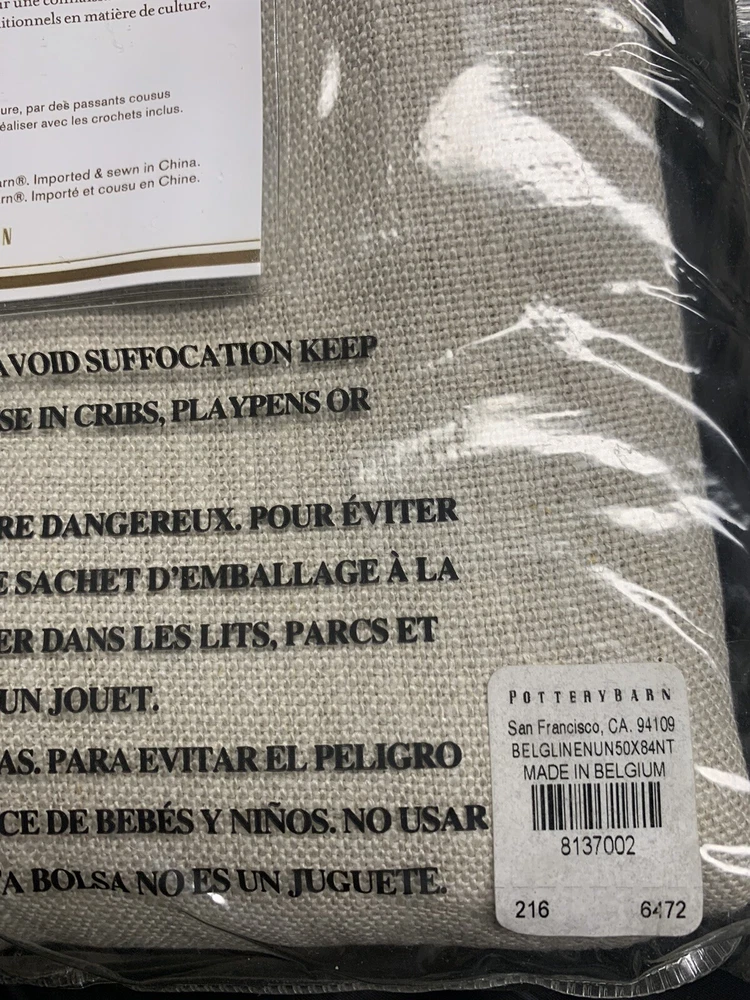 ditionnels en matière de culture,
ure, par des passants cousus
éaliser avec les crochets inclus.
arn®. Imported & sewn in China.
arn®. Importé et cousu en Chine.
N
AVOID SUFFOCATION KEEP
SE IN CRIBS, PLAYPENS OR
RE DANGEREUX. POUR ÉVITER
E SACHET D'EMBALLAGE À LA
ER DANS LES LITS, PARCS ET
UN JOUET.
AS. PARA EVITAR EL PELIGRO
CE DE BEBÉS Y NIÑOS. NO USAR
A BOLSA NO ES UN JUGUETE.
POTTERYBARN
San Francisco, CA. 94109
BELGLINENUN50X84NT
MADE IN BELGIUM
8137002
216 6472